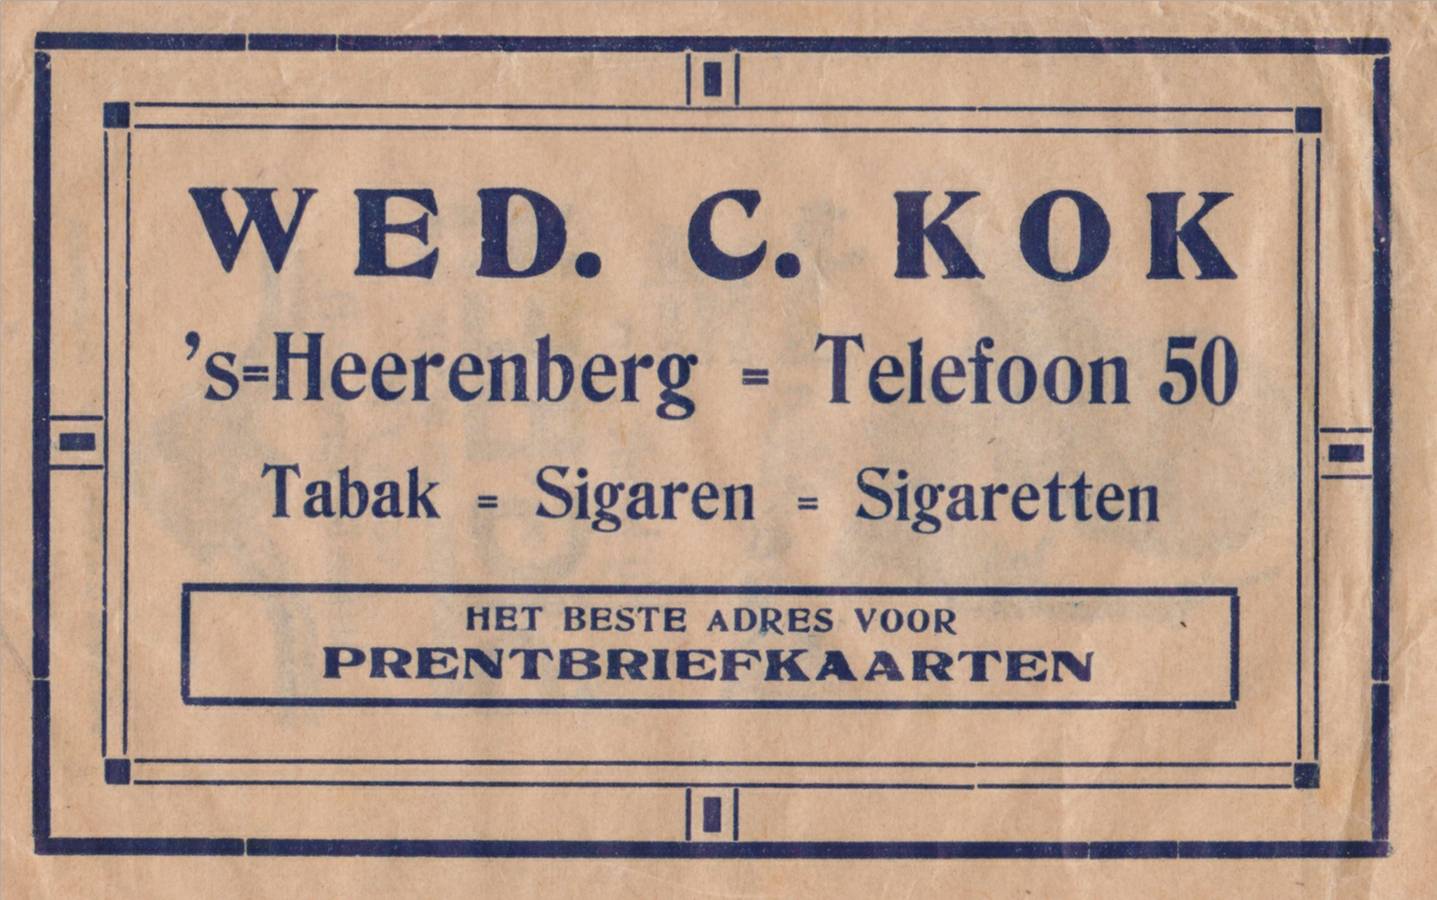 WED. C. KOK
's=Heerenberg = Telefoon 50
Tabak = Sigaren = Sigaretten
HET BESTE ADRES VOOR
PRENTBRIEFKAARTEN